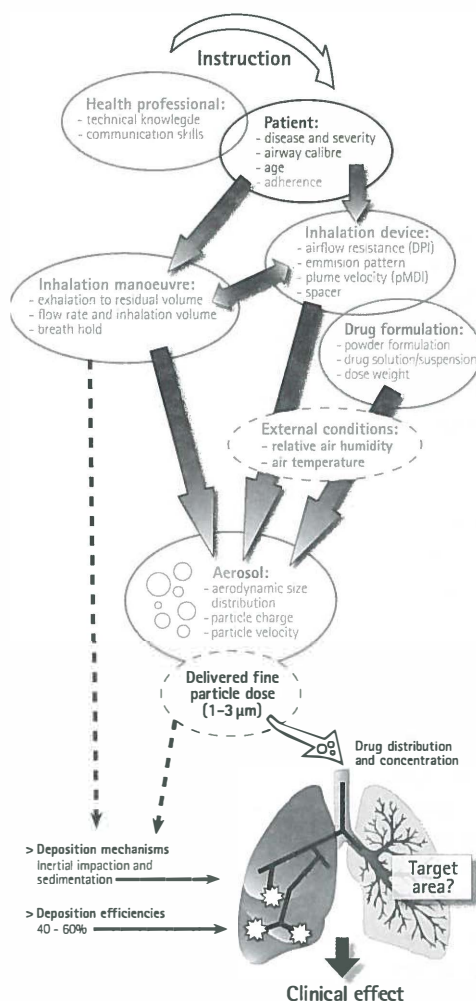 Instruction
Health professional:
- technical knowlegde
- communication skills
Patient:
- disease and severity
- airway calibre
- age
- adherence
Inhalation device:
- airflow resistance (DPI)
- emmision pattern
- plume velocity (pMDI)
- spacer
Inhalation manoeuvre:
- exhalation to residual volume
- flow rate and inhalation volume
- breath hold
Drug formulation:
- powder formulation
- drug solution/suspension
- dose weight
External conditions:
- relative air humidity
- air temperature
Aerosol:
- aerodynamic size
distribution
- particle charge
- particle velocity
Delivered fine
particle dose
(1-3 µm)
Drug distribution
and concentration
> Deposition mechanisms
Inertial impaction and
sedimentation
Target
area?
> Deposition efficiencies
40 - 60%
Clinical effect